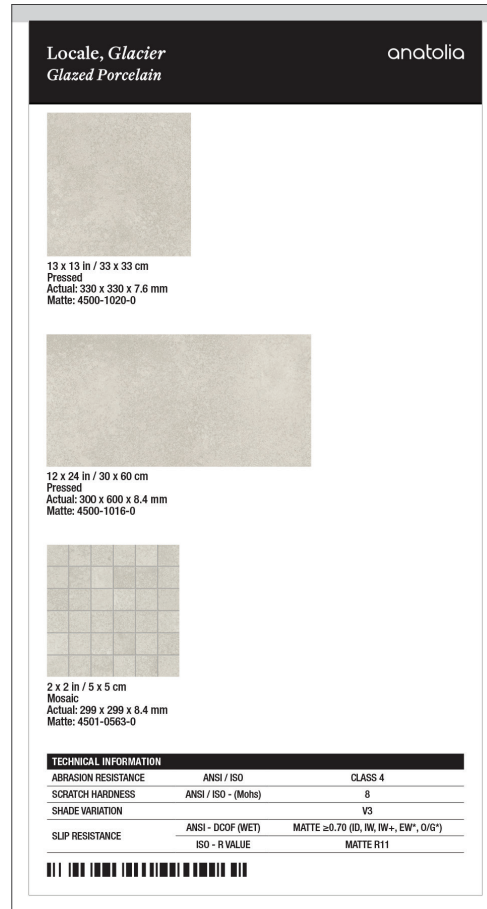 Locale, Glacier
anatolia
Glazed Porcelain
13 x 13 in / 33 x 33 cm
Pressed
Actual: 330 x 330 x 7.6 mm
Matte: 4500-1020-0
12 x 24 in / 30 x 60 cm
Pressed
Actual: 300 x 600 x 8.4 mm
Matte: 4500-1016-0
2 x 2 in / 5 x 5 cm
Mosaic
Actual: 299 x 299 x 8.4 mm
Matte: 4501-0563-0
TECHNICAL INFORMATION
ABRASION RESISTANCE ANSI / ISO CLASS 4
SCRATCH HARDNESS ANSI / ISO - (Mohs) 8
SHADE VARIATION V3
SLIP RESISTANCE ANSI - DCOF (WET) MATTE ≥0.70 (ID, IW, IW+, EW*, O/G*)
ISO - R VALUE MATTE R11